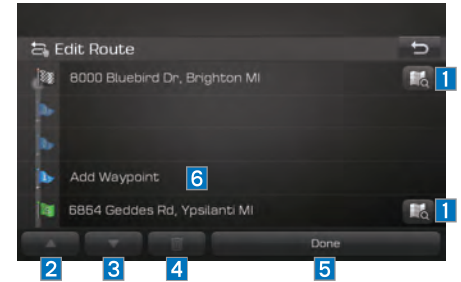 Edit Route
8000 Bluebird Dr, Brighton MI
1
Add Waypoint
6
6854 Geddes Rd, Ypsilanti MI
1
Done
2
3
4
5